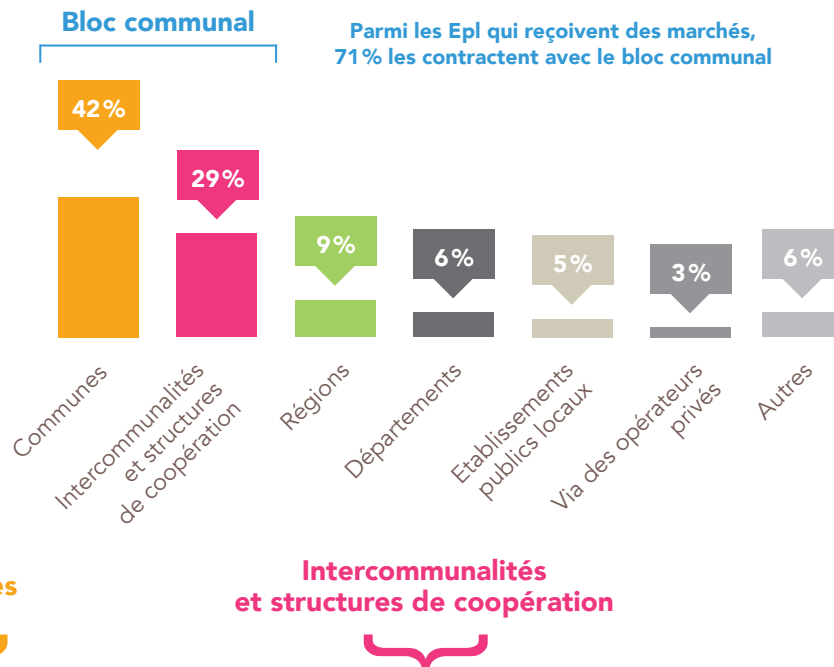 Bloc communal
Parmi les Epl qui reçoivent des marchés,
71 % les contractent avec le bloc communal
42 %
29 %
9 %
6 %
5 %
3 %
6 %
Communes
Intercommunalités
et structures
de coopération
Régions
Départements
Etablissements
publics locaux
Via des opérateurs
privés
Autres
Intercommunalités
et structures de coopération